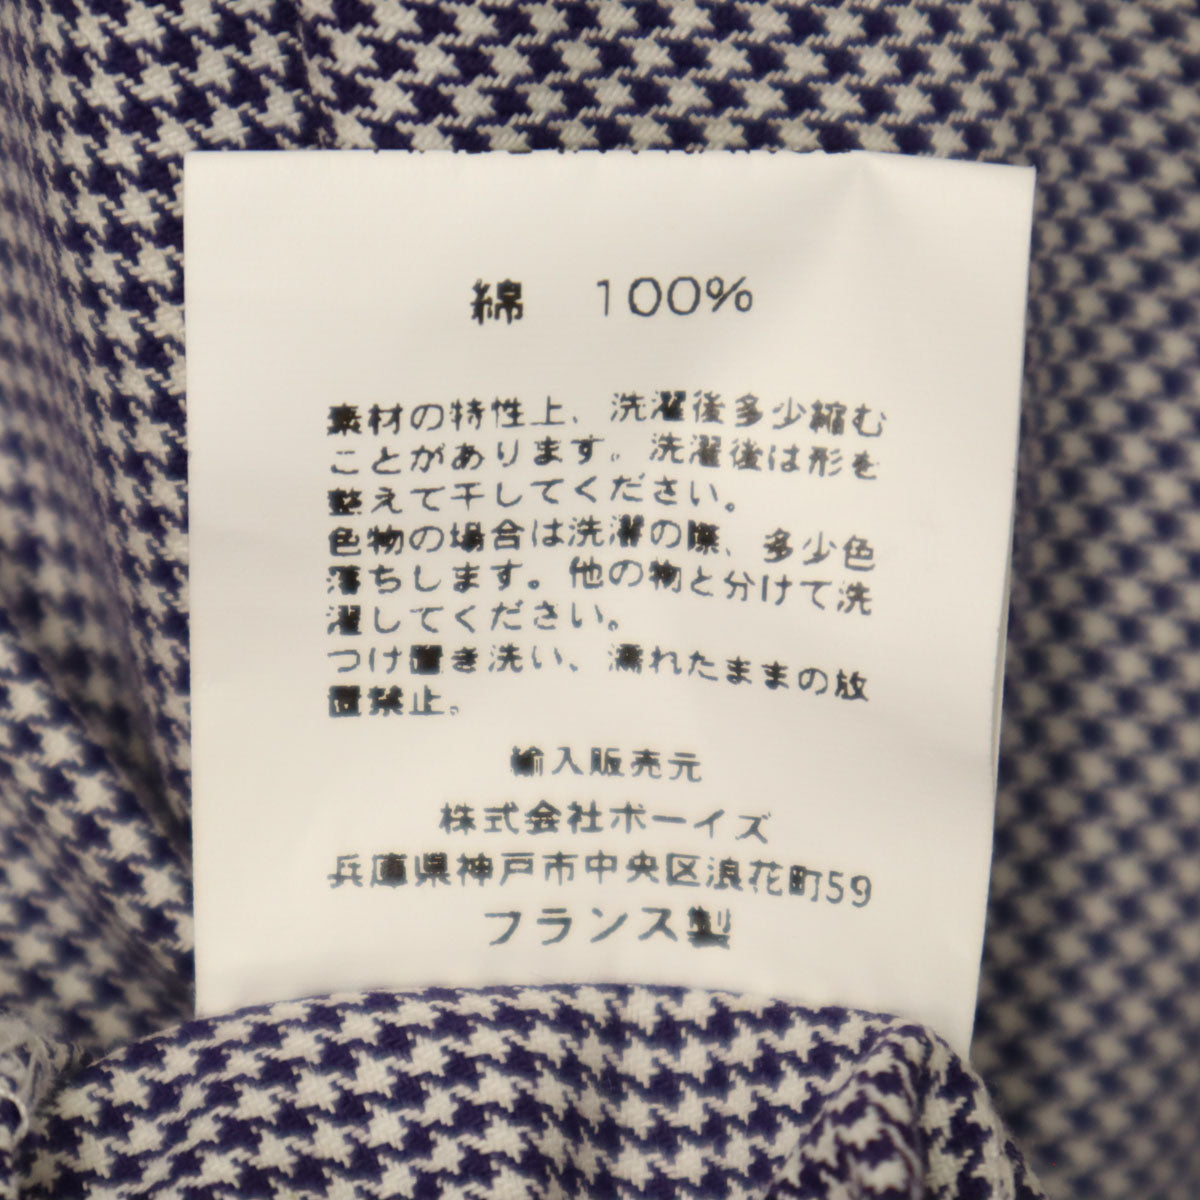 綿 100%
素材の特性上、洗濯後多少縮む
ことがあります。洗濯後は形を
整えて干してください。
色物の場合は洗濯の際、多少色
落ちします。他の物と分けて洗
濯してください。
つけ置き洗い、濡れたままの放
置禁止。
輸入販売元
株式会社ボーイズ
兵庫県神戸市中央区浪花町59
フランス製